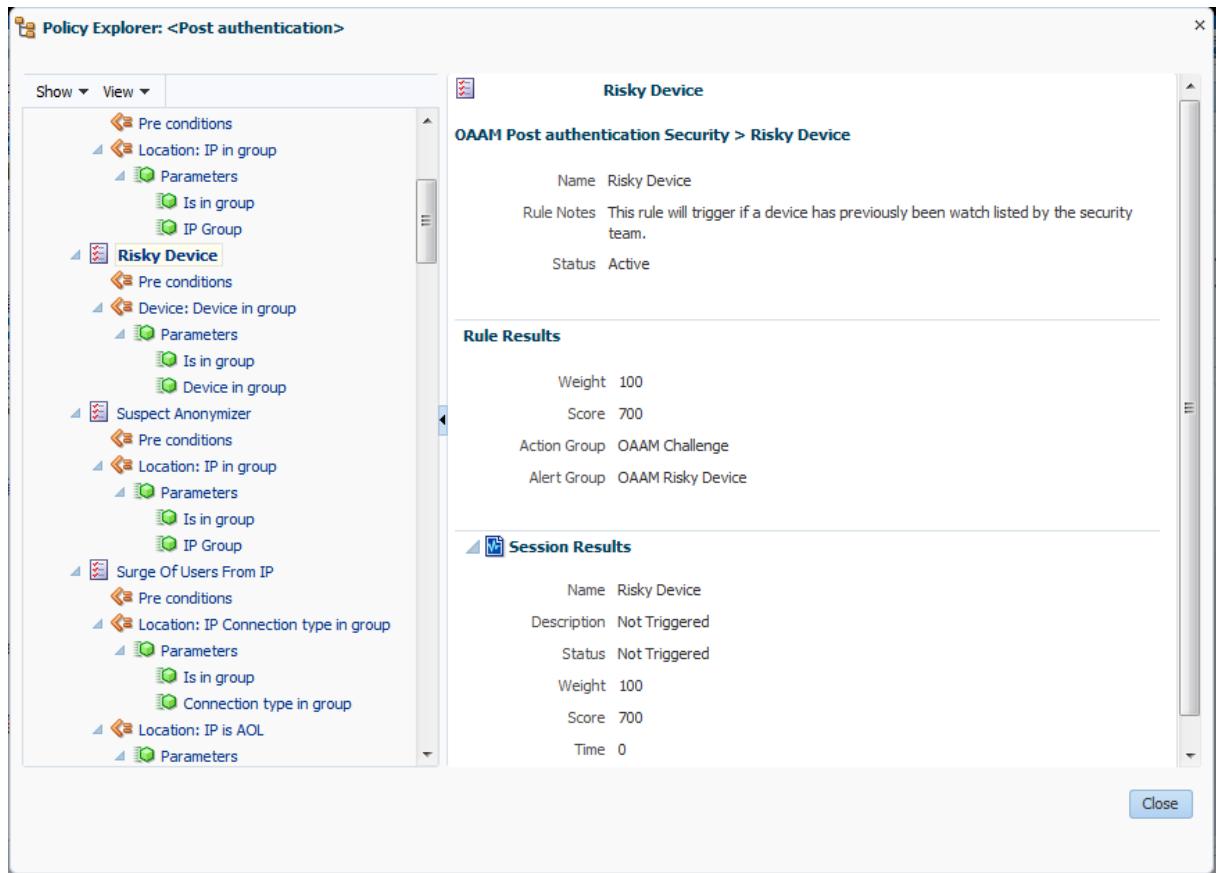 Policy Explorer: <Post authentication>
Show View
Pre conditions
Location: IP in group
Parameters
Is in group
IP Group
Risky Device
Pre conditions
Device: Device in group
Parameters
Is in group
Device in group
Suspect Anonymizer
Pre conditions
Location: IP in group
Parameters
Is in group
IP Group
Surge Of Users From IP
Pre conditions
Location: IP Connection type in group
Parameters
Is in group
Connection type in group
Location: IP is AOL
Parameters
Risky Device
OAAM Post authentication Security > Risky Device
Name Risky Device
Rule Notes This rule will trigger if a device has previously been watch listed by the security
team.
Status Active
Rule Results
Weight 100
Score 700
Action Group OAAM Challenge
Alert Group OAAM Risky Device
Session Results
Name Risky Device
Description Not Triggered
Status Not Triggered
Weight 100
Score 700
Time 0
Close